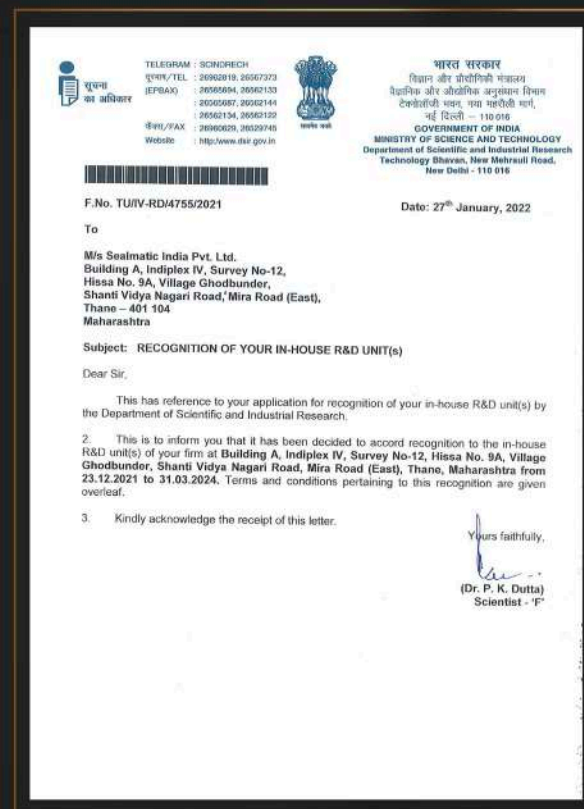 सूचना
का अधिकार
TELEGRAM : SCINDRECH
दूरभाष/TEL : 26962819, 26567373
(EPBAX) : 26565694, 26562133
: 26565687, 26562144
: 26562134, 26562122
फैक्स/FAX : 26960629, 26529745
Website : http:/www.dsir.gov.in
सत्यमेव जयते
भारत सरकार
विज्ञान और प्रौद्योगिकी मंत्रालय
वैज्ञानिक और औद्योगिक अनुसंधान विभाग
टेक्नोलॉजी भवन, नया महरौली मार्ग,
नई दिल्ली – 110 016
GOVERNMENT OF INDIA
MINISTRY OF SCIENCE AND TECHNOLOGY
Department of Scientific and Industrial Research
Technology Bhavan, New Mehrauli Road,
New Delhi - 110 016
F.No. TU/IV-RD/4755/2021
Date: 27th January, 2022
To
M/s Sealmatic India Pvt. Ltd.
Building A, Indiplex IV, Survey No-12,
Hissa No. 9A, Village Ghodbunder,
Shanti Vidya Nagari Road, Mira Road (East),
Thane – 401 104
Maharashtra
Subject: RECOGNITION OF YOUR IN-HOUSE R&D UNIT(s)
Dear Sir,
This has reference to your application for recognition of your in-house R&D unit(s) by
the Department of Scientific and Industrial Research.
2. This is to inform you that it has been decided to accord recognition to the in-house
R&D unit(s) of your firm at Building A, Indiplex IV, Survey No-12, Hissa No. 9A, Village
Ghodbunder, Shanti Vidya Nagari Road, Mira Road (East), Thane, Maharashtra from
23.12.2021 to 31.03.2024. Terms and conditions pertaining to this recognition are given
overleaf.
3. Kindly acknowledge the receipt of this letter.
Yours faithfully,
(Dr. P. K. Dutta)
Scientist - 'F'